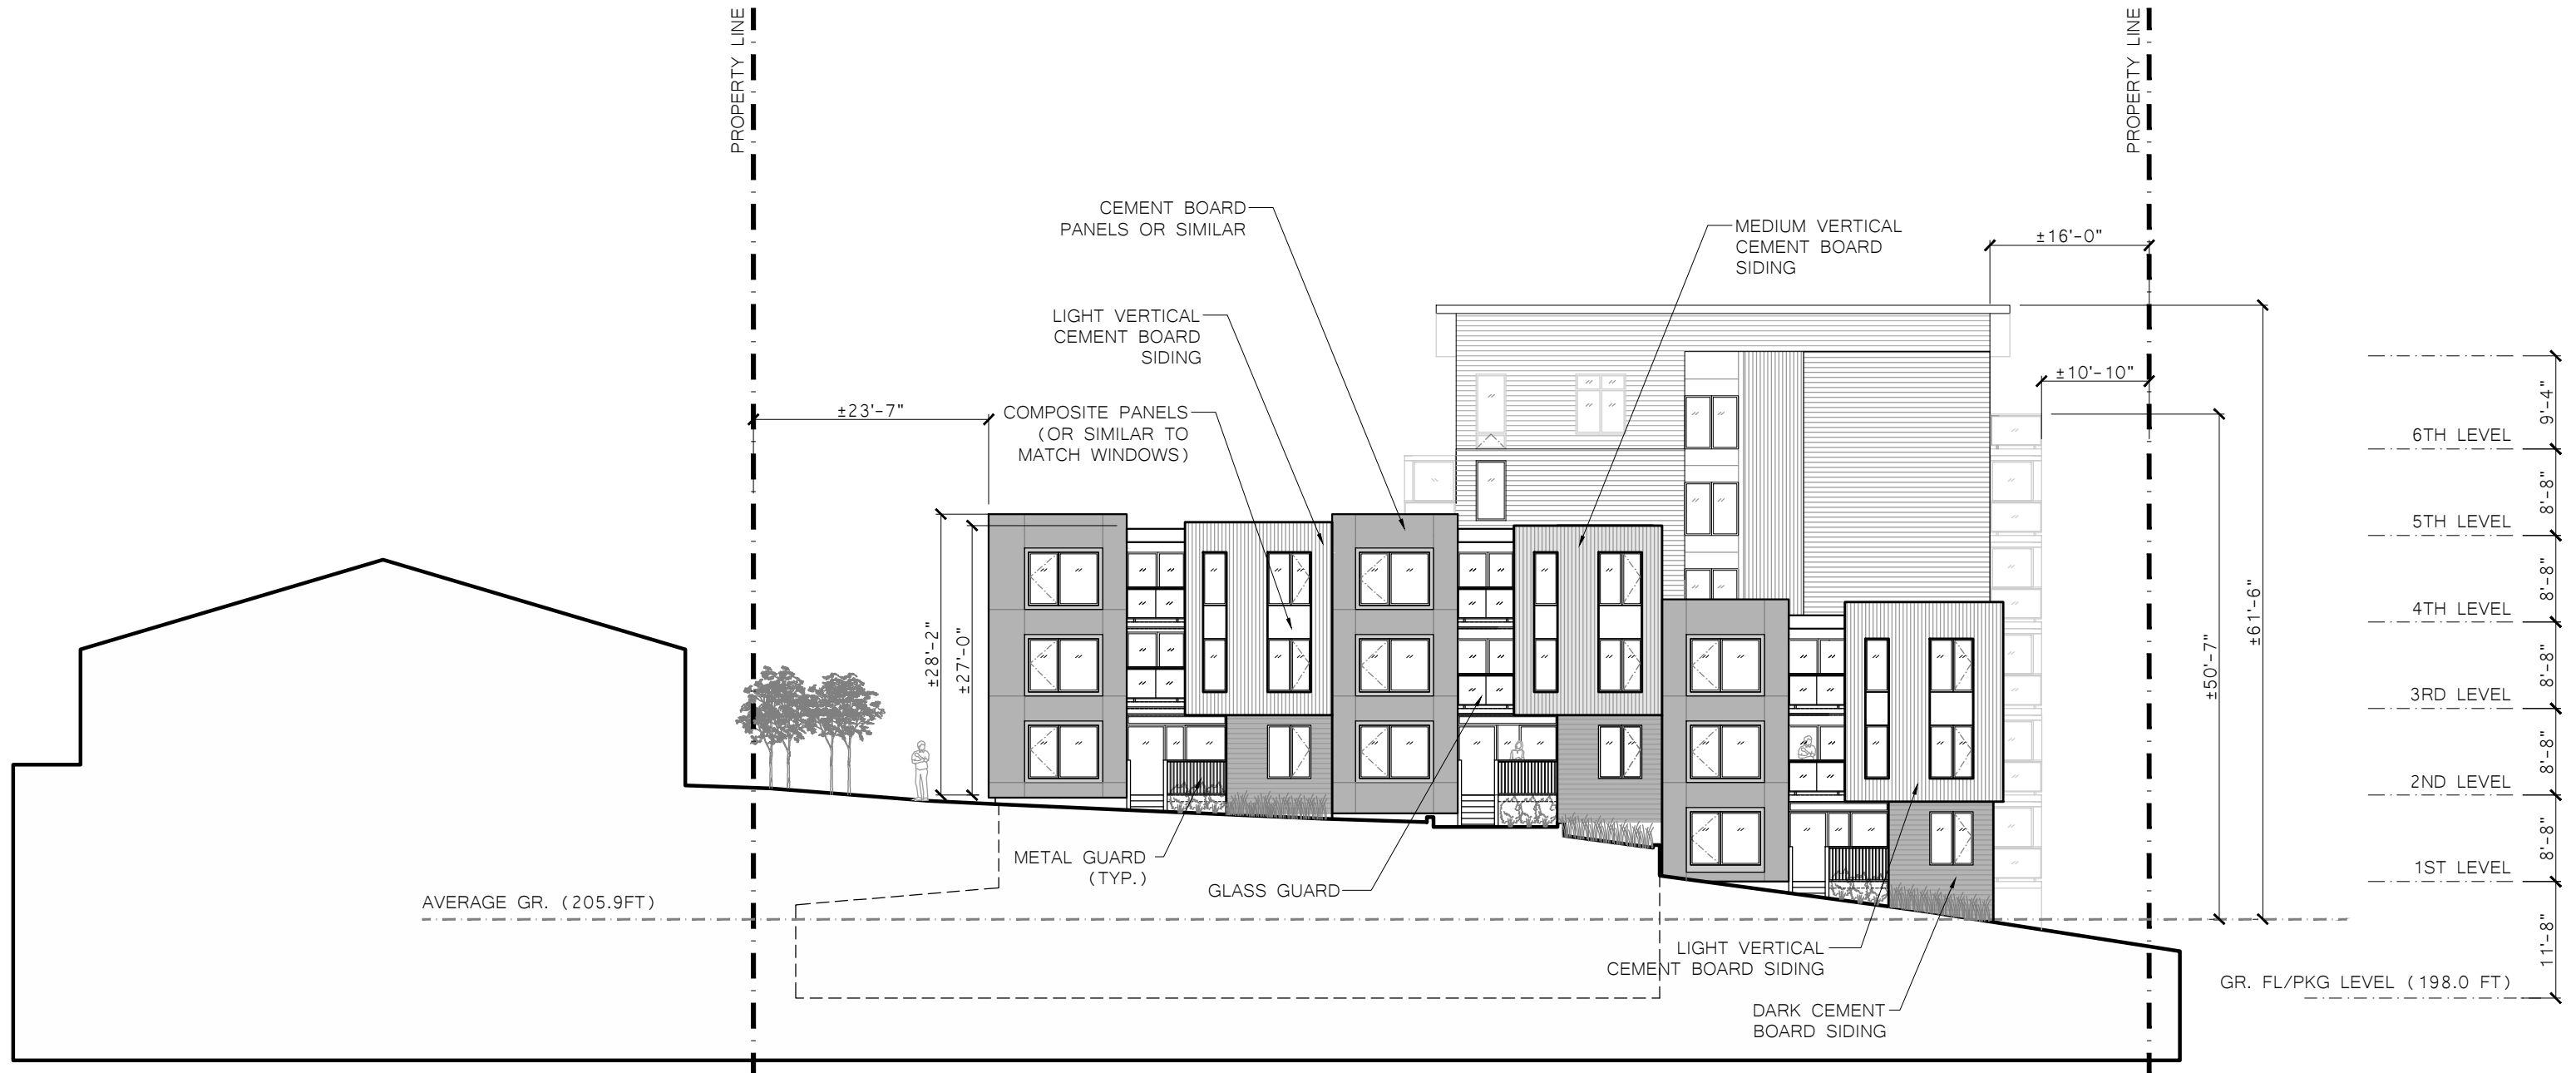 PROPERTY LINE
PROPERTY LINE
CEMENT BOARD
PANELS OR SIMILAR
MEDIUM VERTICAL
CEMENT BOARD
SIDING
±16'-0"
LIGHT VERTICAL
CEMENT BOARD
SIDING
±10'-10"
±23'-7"
COMPOSITE PANELS
(OR SIMILAR TO
MATCH WINDOWS)
9'-4"
6TH LEVEL
8'-8"
5TH LEVEL
8'-8"
4TH LEVEL
8'-8"
3RD LEVEL
8'-8"
2ND LEVEL
8'-8"
1ST LEVEL
11'-8"
±28'-2"
±27'-0"
±50'-7"
±61'-6"
METAL GUARD
(TYP.)
GLASS GUARD
AVERAGE GR. (205.9FT)
LIGHT VERTICAL
CEMENT BOARD SIDING
GR. FL/PKG LEVEL (198.0 FT)
DARK CEMENT
BOARD SIDING